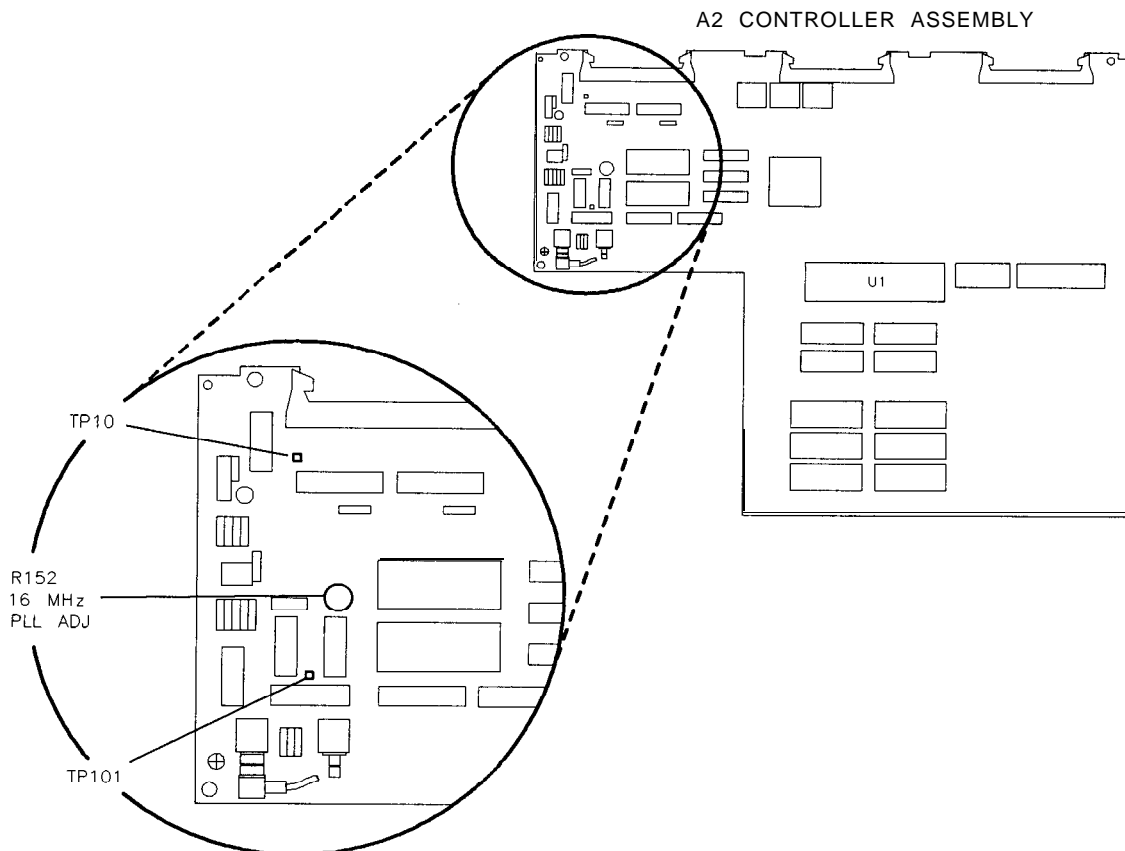 A2 CONTROLLER ASSEMBLY
U1
TP10
R152
16 MHz
PLL ADJ
TP101